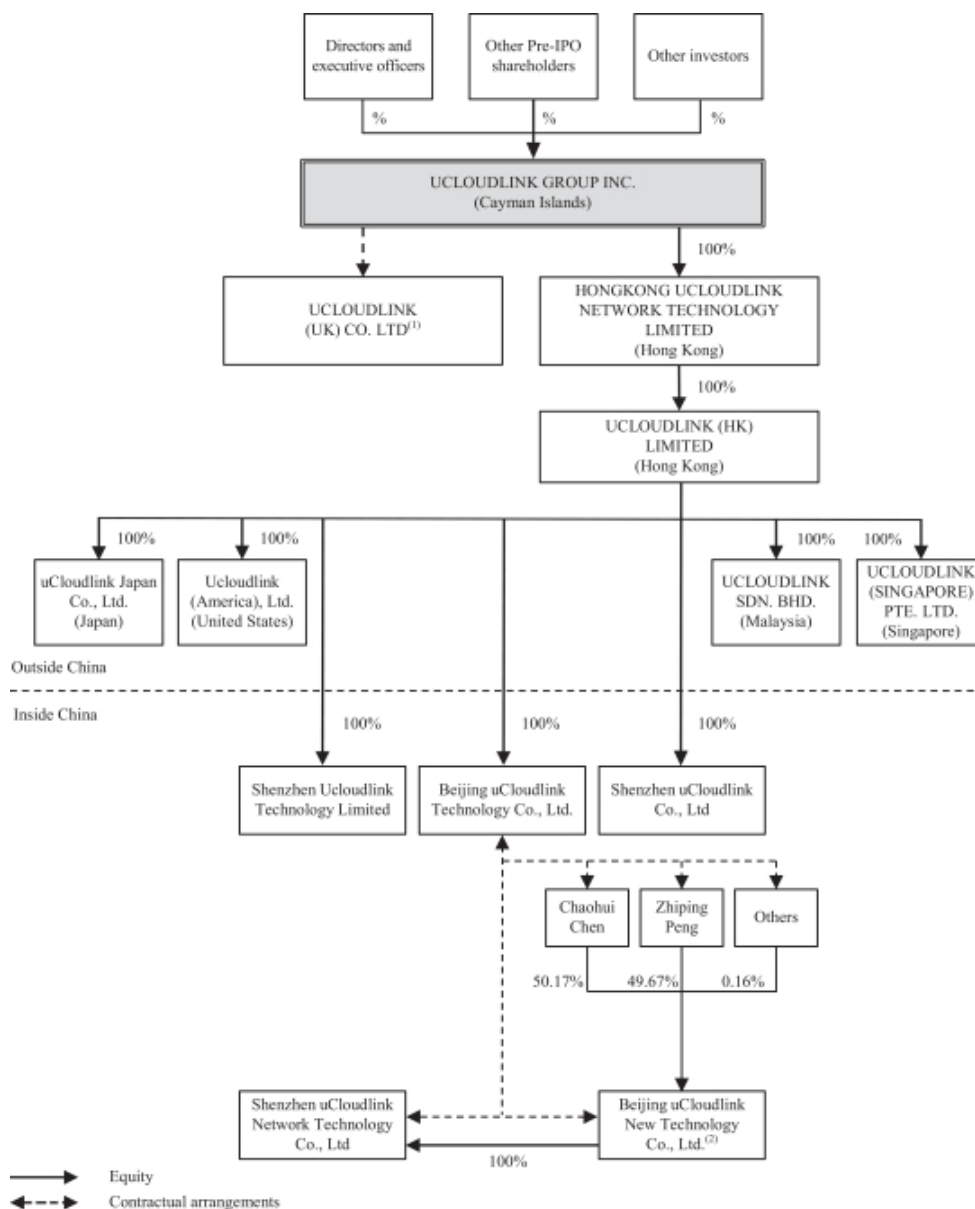 Directors and
executive officers
Other Pre-IPO
shareholders
Other investors
%
%
%
UCLOUDLINK GROUP INC.
(Cayman Islands)
100%
UCLOUDLINK
(UK) CO. LTD(1)
HONGKONG UCLOUDLINK
NETWORK TECHNOLOGY
LIMITED
(Hong Kong)
100%
UCLOUDLINK (HK)
LIMITED
(Hong Kong)
100%
100%
100%
100%
uCloudlink Japan
Co., Ltd.
(Japan)
Ucloudlink
(America), Ltd.
(United States)
UCLOUDLINK
SDN. BHD.
(Malaysia)
UCLOUDLINK
(SINGAPORE)
PTE. LTD.
(Singapore)
Outside China
Inside China
100%
100%
100%
Shenzhen Ucloudlink
Technology Limited
Beijing uCloudlink
Technology Co., Ltd.
Shenzhen uCloudlink
Co., Ltd
Chaohui
Chen
Zhiping
Peng
Others
50.17%
49.67%
0.16%
Shenzhen uCloudlink
Network Technology
Co., Ltd
Beijing uCloudlink
New Technology
Co., Ltd.(2)
100%
Equity
Contractual arrangements